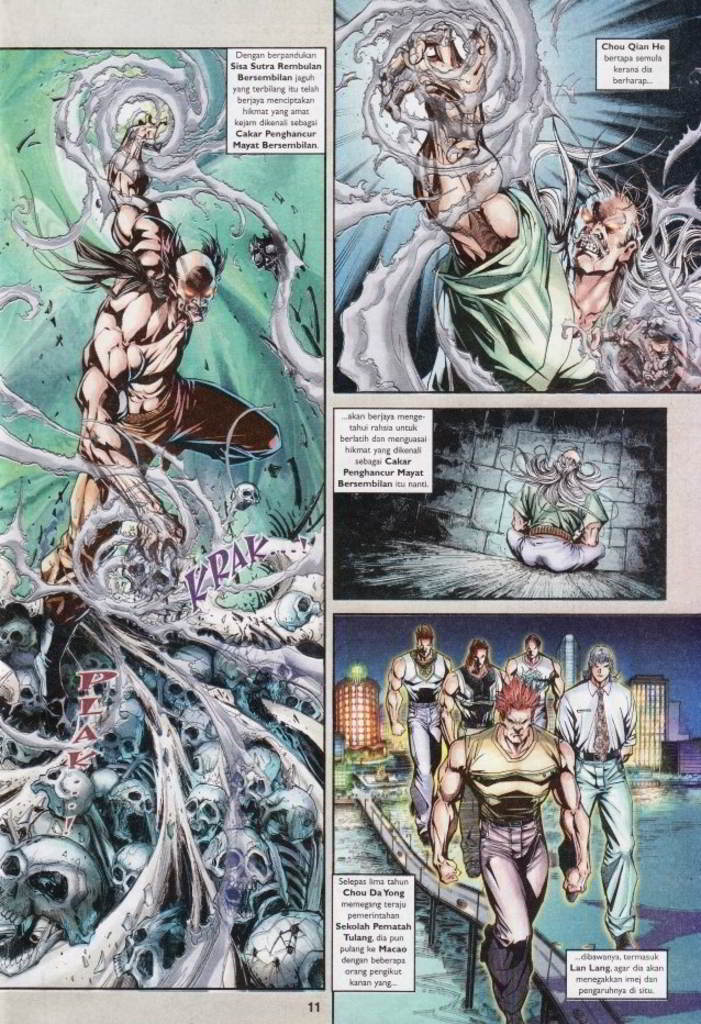 Dengan berpandukan
Sisa Sutra Rembulan
Bersembilan jaguh
yang terbilang itu telah
berjaya menciptakan
hikmat yang amat
kejam dikenali sebagai
Cakar Penghancur
Mayat Bersembilan.
KRAK...!
PLAK...!
Chou Qian He
bertapa semula
kerana dia
berharap...
...akan berjaya menge-
tahui rahsia untuk
berlatih dan menguasai
hikmat yang dikenali
sebagai Cakar
Penghancur Mayat
Bersembilan itu nanti.
Selepas lima tahun
Chou Da Yong
memegang teraju
pemerintahan
Sekolah Pematah
Tulang, dia pun
pulang ke Macao
dengan beberapa
orang pengikut
kanan yang...
...dibawanya, termasuk
Lan Lang, agar dia akan
menegakkan imej dan
pengaruhnya di situ.
11